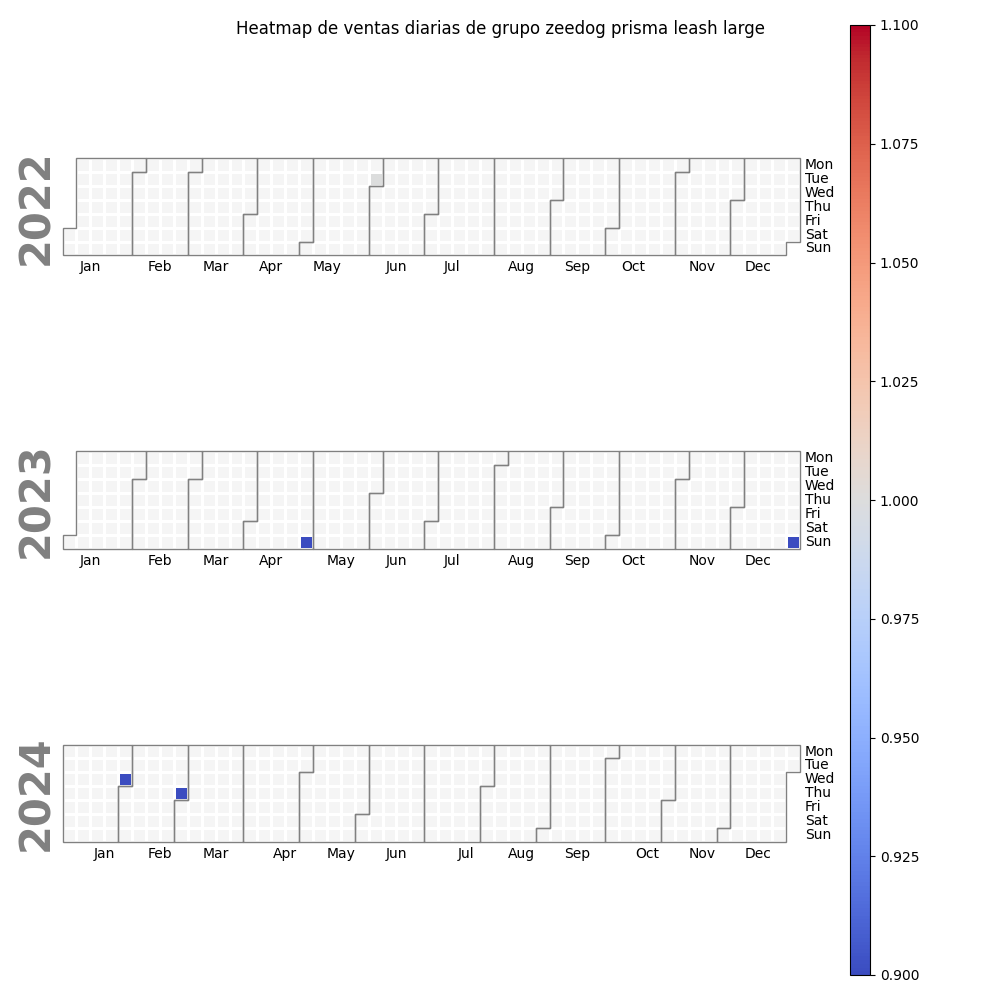 Heatmap de ventas diarias de grupo zeedog prisma leash large
2022
Mon
Tue
Wed
Thu
Fri
Sat
Sun
Jan Feb Mar Apr May Jun Jul Aug Sep Oct Nov Dec
2023
Mon
Tue
Wed
Thu
Fri
Sat
Sun
Jan Feb Mar Apr May Jun Jul Aug Sep Oct Nov Dec
2024
Mon
Tue
Wed
Thu
Fri
Sat
Sun
Jan Feb Mar Apr May Jun Jul Aug Sep Oct Nov Dec
1.100
1.075
1.050
1.025
1.000
0.975
0.950
0.925
0.900